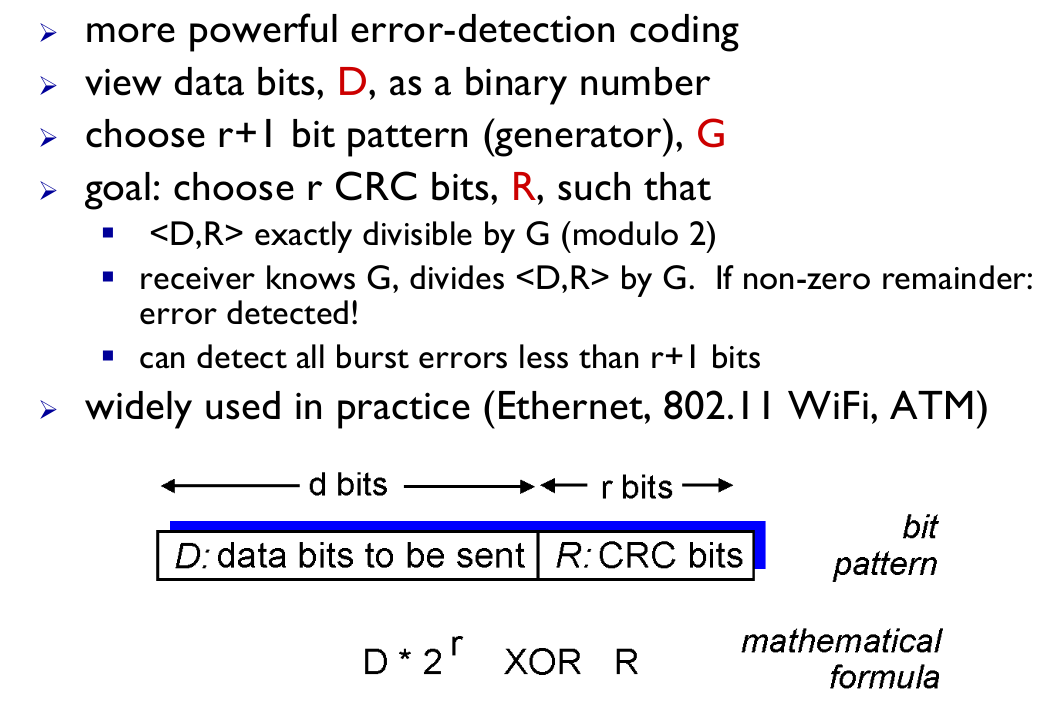 more powerful error-detection coding
view data bits, D, as a binary number
choose r+1 bit pattern (generator), G
goal: choose r CRC bits, R, such that
<D,R> exactly divisible by G (modulo 2)
receiver knows G, divides <D,R> by G.  If non-zero remainder:
error detected!
can detect all burst errors less than r+1 bits
widely used in practice (Ethernet, 802.11 WiFi, ATM)
d bits r bits
D: data bits to be sent R: CRC bits
bit
pattern
D * 2^r XOR R
mathematical
formula